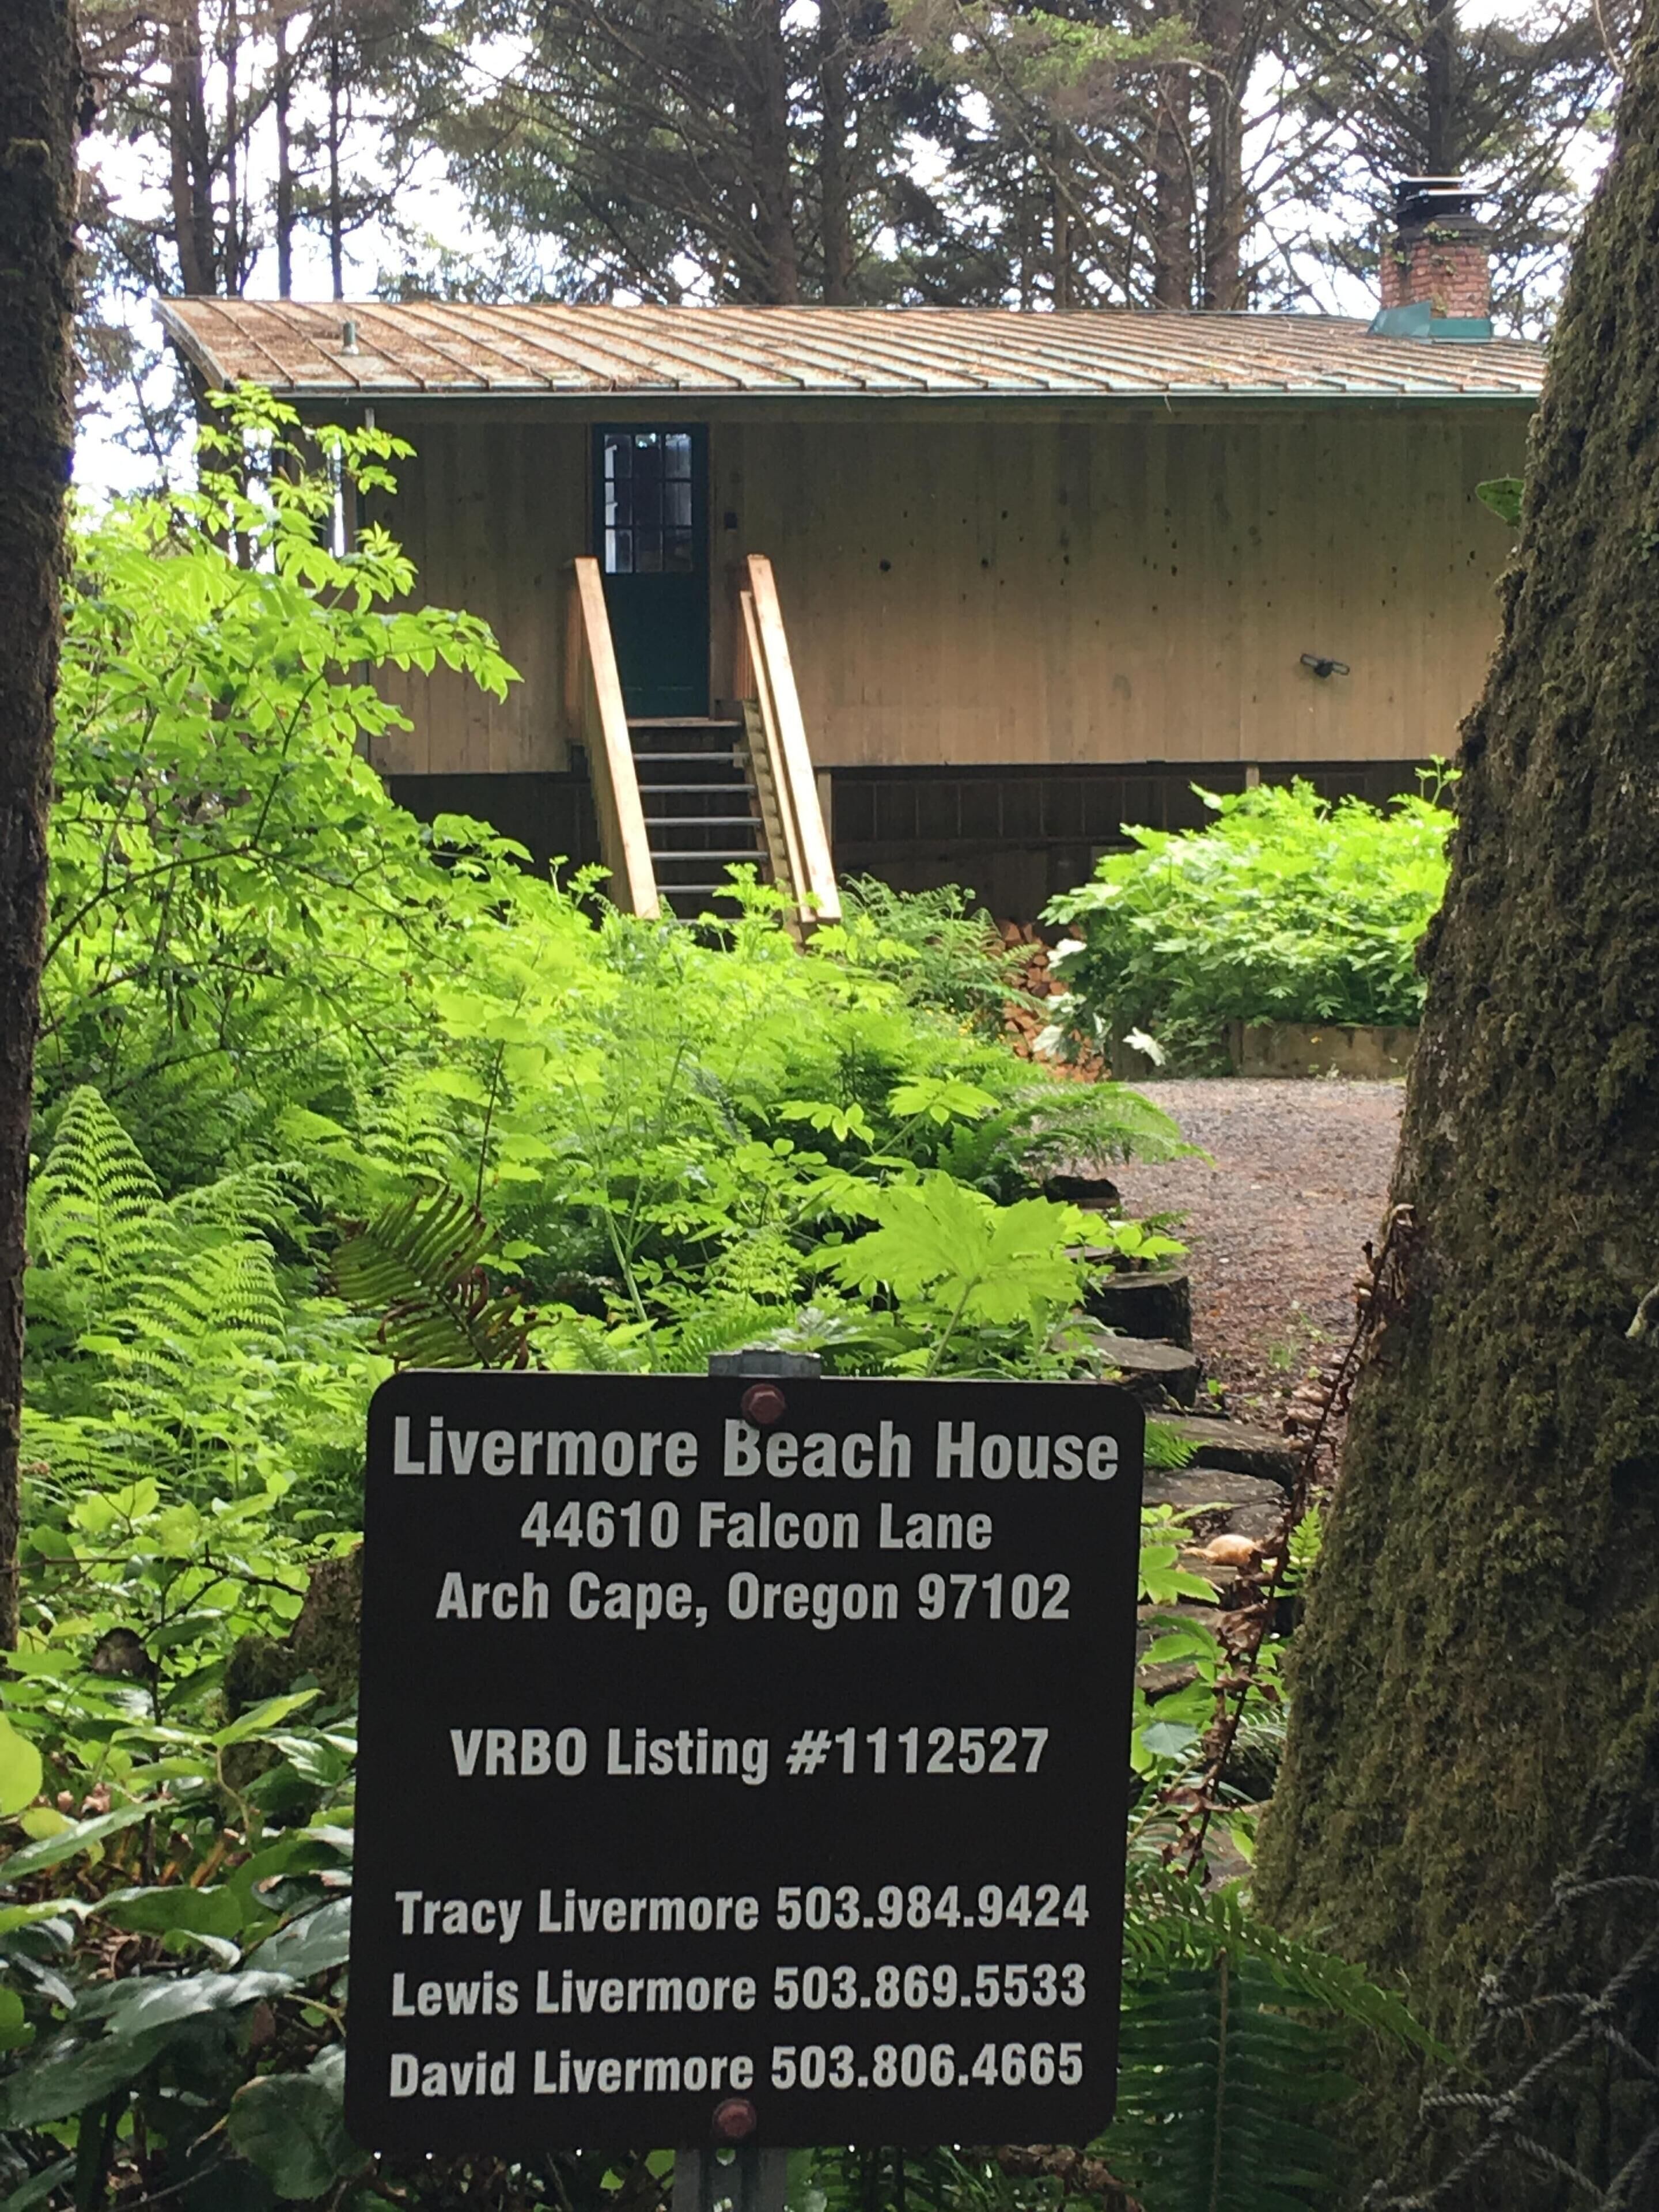 Livermore Beach House
44610 Falcon Lane
Arch Cape, Oregon 97102
VRBO Listing #1112527
Tracy Livermore 503.984.9424
Lewis Livermore 503.869.5533
David Livermore 503.806.4665